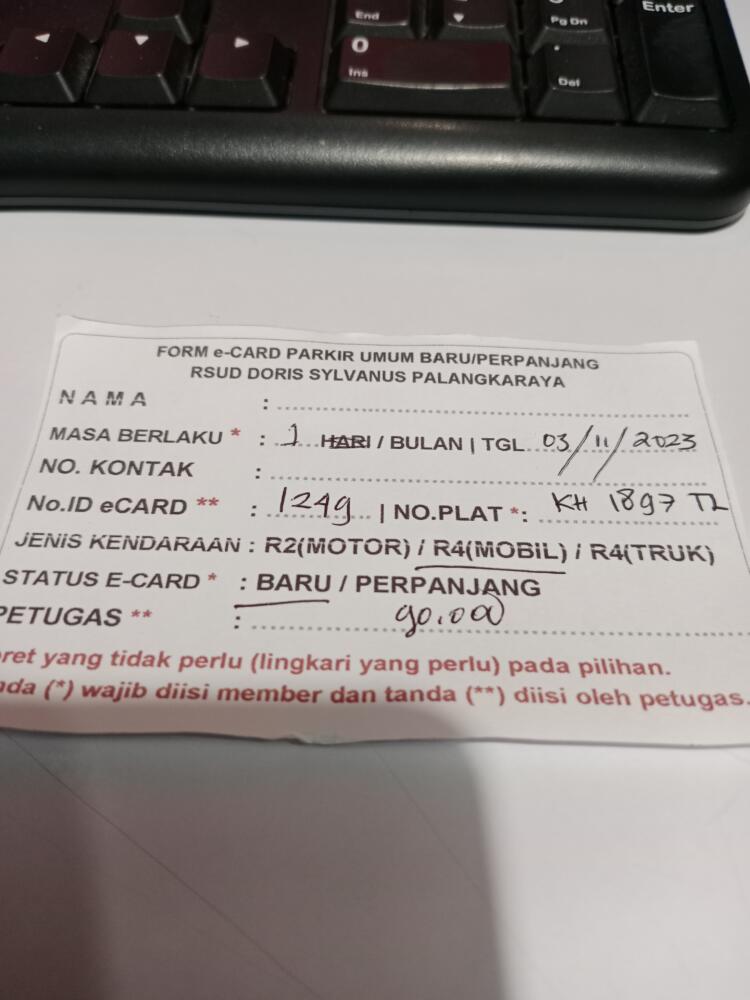 End
Pg Dn
Enter
0
Ins
.
Del
FORM e-CARD PARKIR UMUM BARU/PERPANJANG
RSUD DORIS SYLVANUS PALANGKARAYA
NAMA :
MASA BERLAKU * : 1 HARI / BULAN | TGL. 03/11/2023
NO. KONTAK :
No.ID eCARD ** : 1249 | NO.PLAT *: KH 1897 TL
JENIS KENDARAAN : R2(MOTOR) / R4(MOBIL) / R4(TRUK)
STATUS E-CARD * : BARU / PERPANJANG
PETUGAS ** : 90.000
ret yang tidak perlu (lingkari yang perlu) pada pilihan.
nda (*) wajib diisi member dan tanda (**) diisi oleh petugas.